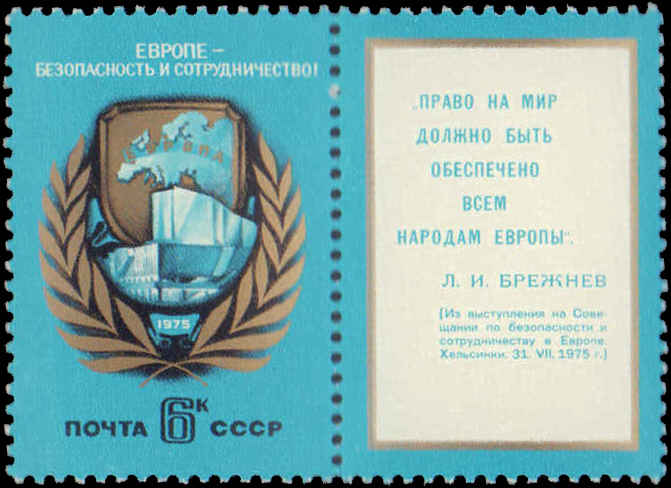 ЕВРОПЕ –
БЕЗОПАСНОСТЬ И СОТРУДНИЧЕСТВО!
ЕВРОПА
1975
ПОЧТА 6К СССР
„ПРАВО НА МИР
ДОЛЖНО БЫТЬ
ОБЕСПЕЧЕНО
ВСЕМ
НАРОДАМ ЕВРОПЫ“.
Л. И. БРЕЖНЕВ
(Из выступления на Сове-
щании по безопасности и
сотрудничеству в Европе.
Хельсинки. 31. VII. 1975 г.)